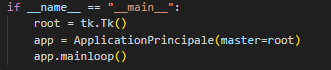 if __name__ == "__main__":
    root = tk.Tk()
    app = ApplicationPrincipale(master=root)
    app.mainloop()